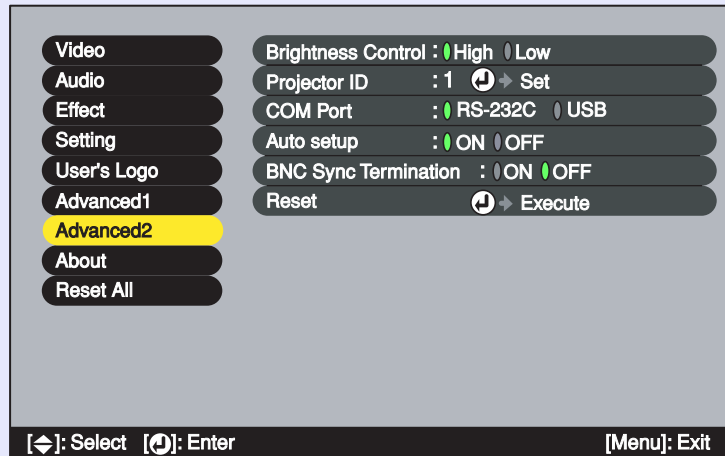 Video
Audio
Effect
Setting
User's Logo
Advanced1
Advanced2
About
Reset All
Brightness Control : High Low
Projector ID : 1 Set
COM Port : RS-232C USB
Auto setup : ON OFF
BNC Sync Termination : ON OFF
Reset Execute
[ ]: Select [ ]: Enter [Menu]: Exit